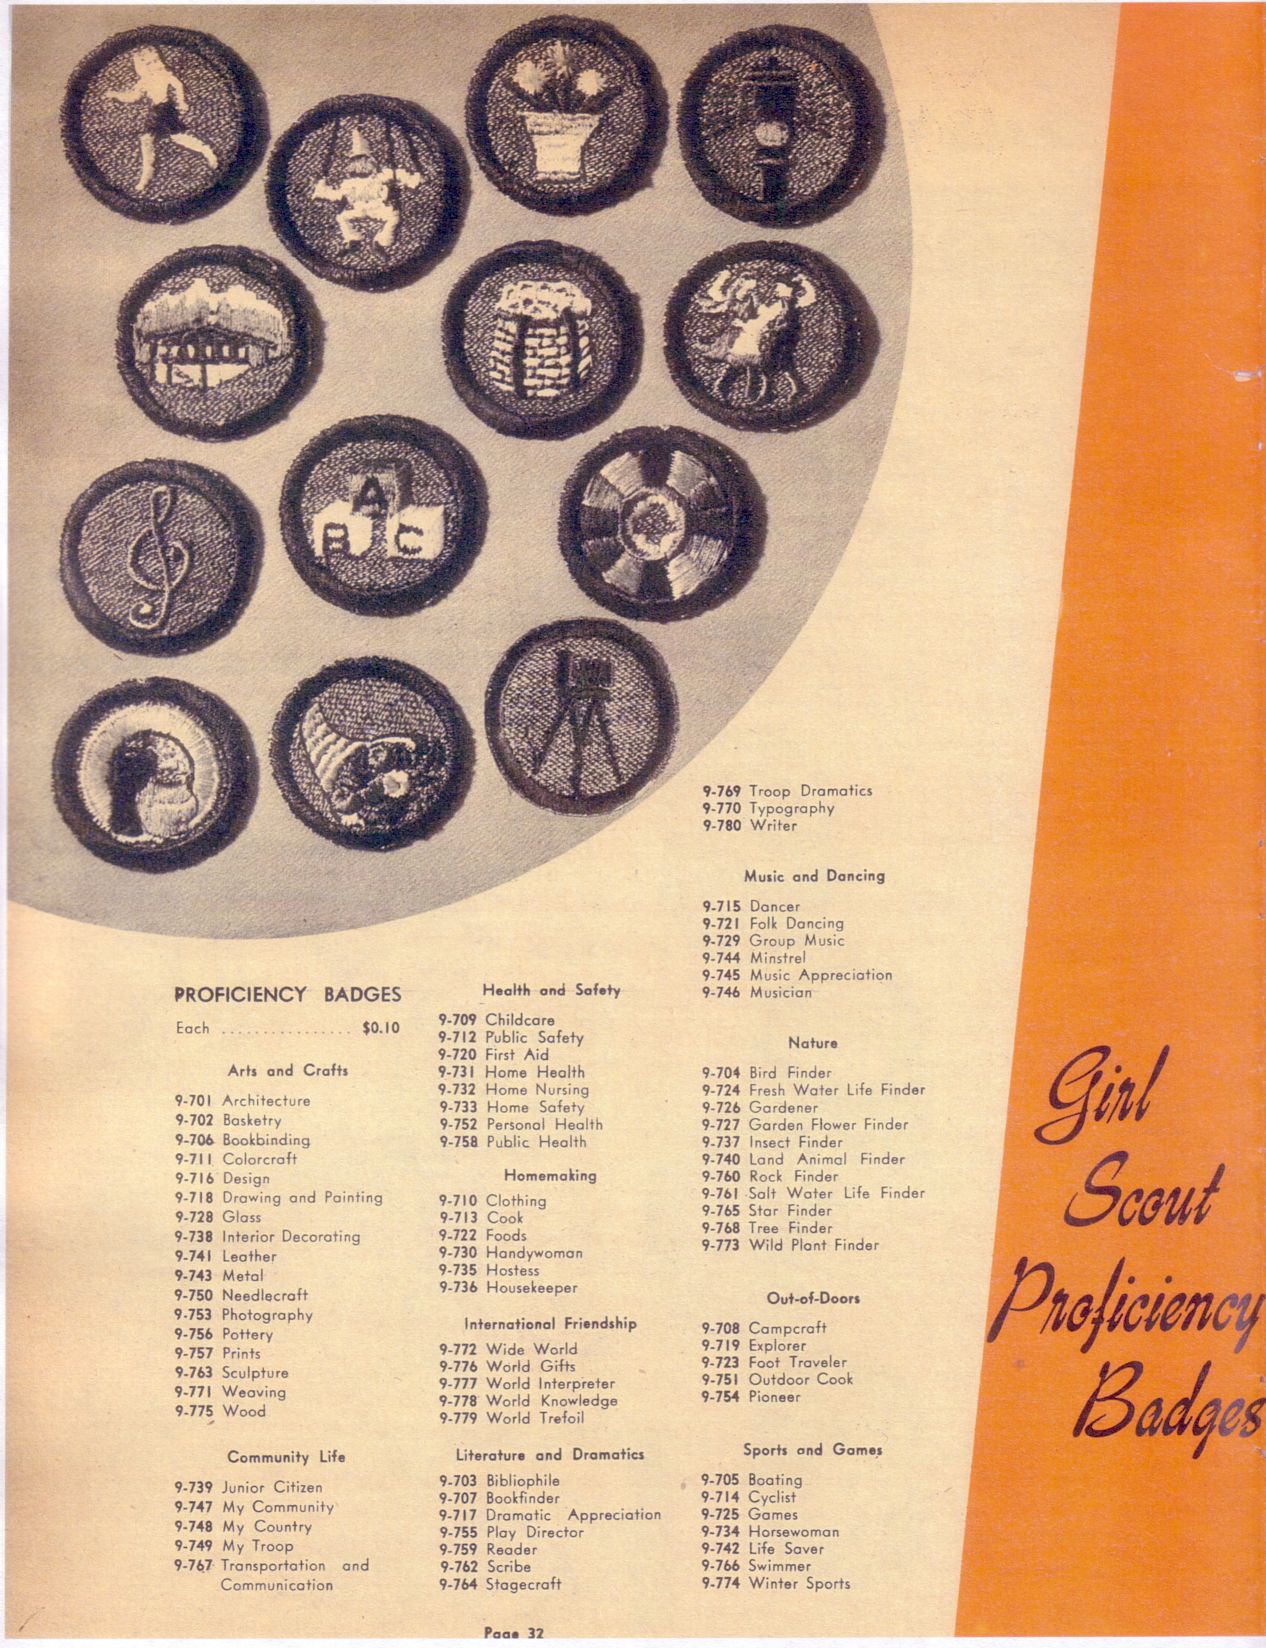 A
B C
PROFICIENCY BADGES
Each ................ $0.10
Arts and Crafts
9-701 Architecture
9-702 Basketry
9-706 Bookbinding
9-711 Colorcraft
9-716 Design
9-718 Drawing and Painting
9-728 Glass
9-738 Interior Decorating
9-741 Leather
9-743 Metal
9-750 Needlecraft
9-753 Photography
9-756 Pottery
9-757 Prints
9-763 Sculpture
9-771 Weaving
9-775 Wood
Community Life
9-739 Junior Citizen
9-747 My Community
9-748 My Country
9-749 My Troop
9-767 Transportation and
Communication
Health and Safety
9-709 Childcare
9-712 Public Safety
9-720 First Aid
9-731 Home Health
9-732 Home Nursing
9-733 Home Safety
9-752 Personal Health
9-758 Public Health
Homemaking
9-710 Clothing
9-713 Cook
9-722 Foods
9-730 Handywoman
9-735 Hostess
9-736 Housekeeper
International Friendship
9-772 Wide World
9-776 World Gifts
9-777 World Interpreter
9-778 World Knowledge
9-779 World Trefoil
Literature and Dramatics
9-703 Bibliophile
9-707 Bookfinder
9-717 Dramatic Appreciation
9-755 Play Director
9-759 Reader
9-762 Scribe
9-764 Stagecraft
9-769 Troop Dramatics
9-770 Typography
9-780 Writer
Music and Dancing
9-715 Dancer
9-721 Folk Dancing
9-729 Group Music
9-744 Minstrel
9-745 Music Appreciation
9-746 Musician
Nature
9-704 Bird Finder
9-724 Fresh Water Life Finder
9-726 Gardener
9-727 Garden Flower Finder
9-737 Insect Finder
9-740 Land Animal Finder
9-760 Rock Finder
9-761 Salt Water Life Finder
9-765 Star Finder
9-768 Tree Finder
9-773 Wild Plant Finder
Out-of-Doors
9-708 Campcraft
9-719 Explorer
9-723 Foot Traveler
9-751 Outdoor Cook
9-754 Pioneer
Sports and Games
9-705 Boating
9-714 Cyclist
9-725 Games
9-734 Horsewoman
9-742 Life Saver
9-766 Swimmer
9-774 Winter Sports
Girl
Scout
Proficiency
Badges
Page 32